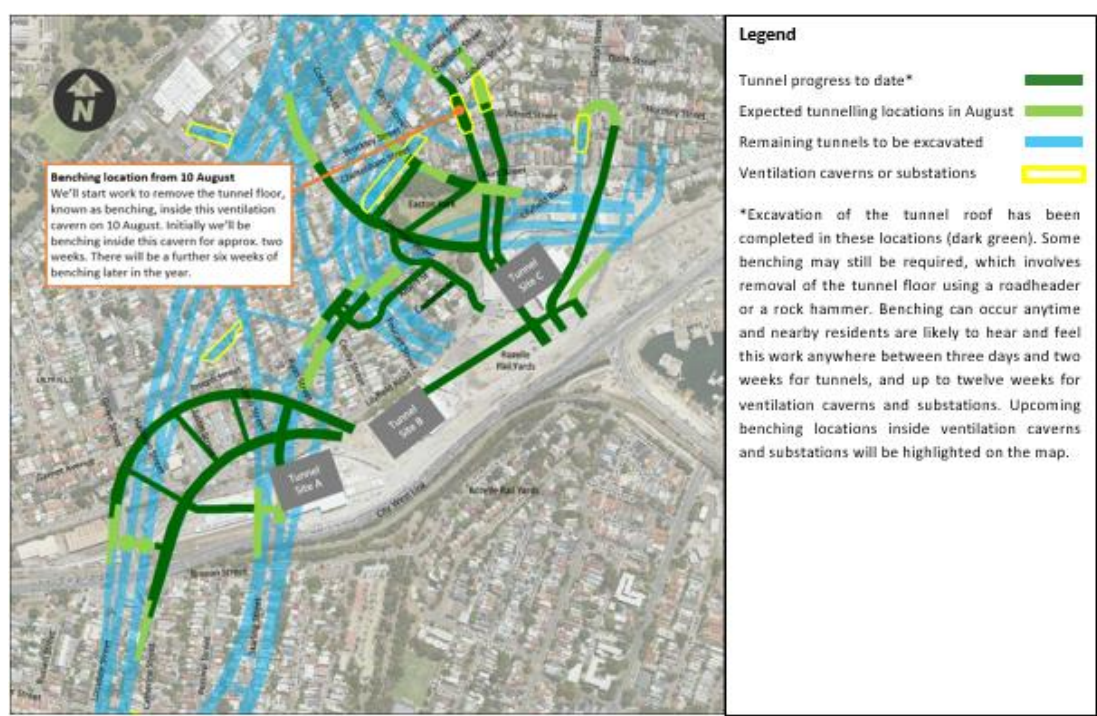 Benching location from 10 August
We'll start work to remove the tunnel floor,
known as benching, inside this ventilation
cavern on 10 August. Initially we'll be
benching inside this cavern for approx. two
weeks. There will be a further six weeks of
benching later in the year.
N
Alfred Street
Easton Park
Tunnel
Site C
Rozelle
Rail Yards
Tunnel
Site B
Tunnel
Site A
City West Link
Rozelle Rail Yards
Catherine Street
Legend
Tunnel progress to date*
Expected tunnelling locations in August
Remaining tunnels to be excavated
Ventilation caverns or substations
*Excavation of the tunnel roof has been
completed in these locations (dark green). Some
benching may still be required, which involves
removal of the tunnel floor using a roadheader
or a rock hammer. Benching can occur anytime
and nearby residents are likely to hear and feel
this work anywhere between three days and two
weeks for tunnels, and up to twelve weeks for
ventilation caverns and substations. Upcoming
benching locations inside ventilation caverns
and substations will be highlighted on the map.